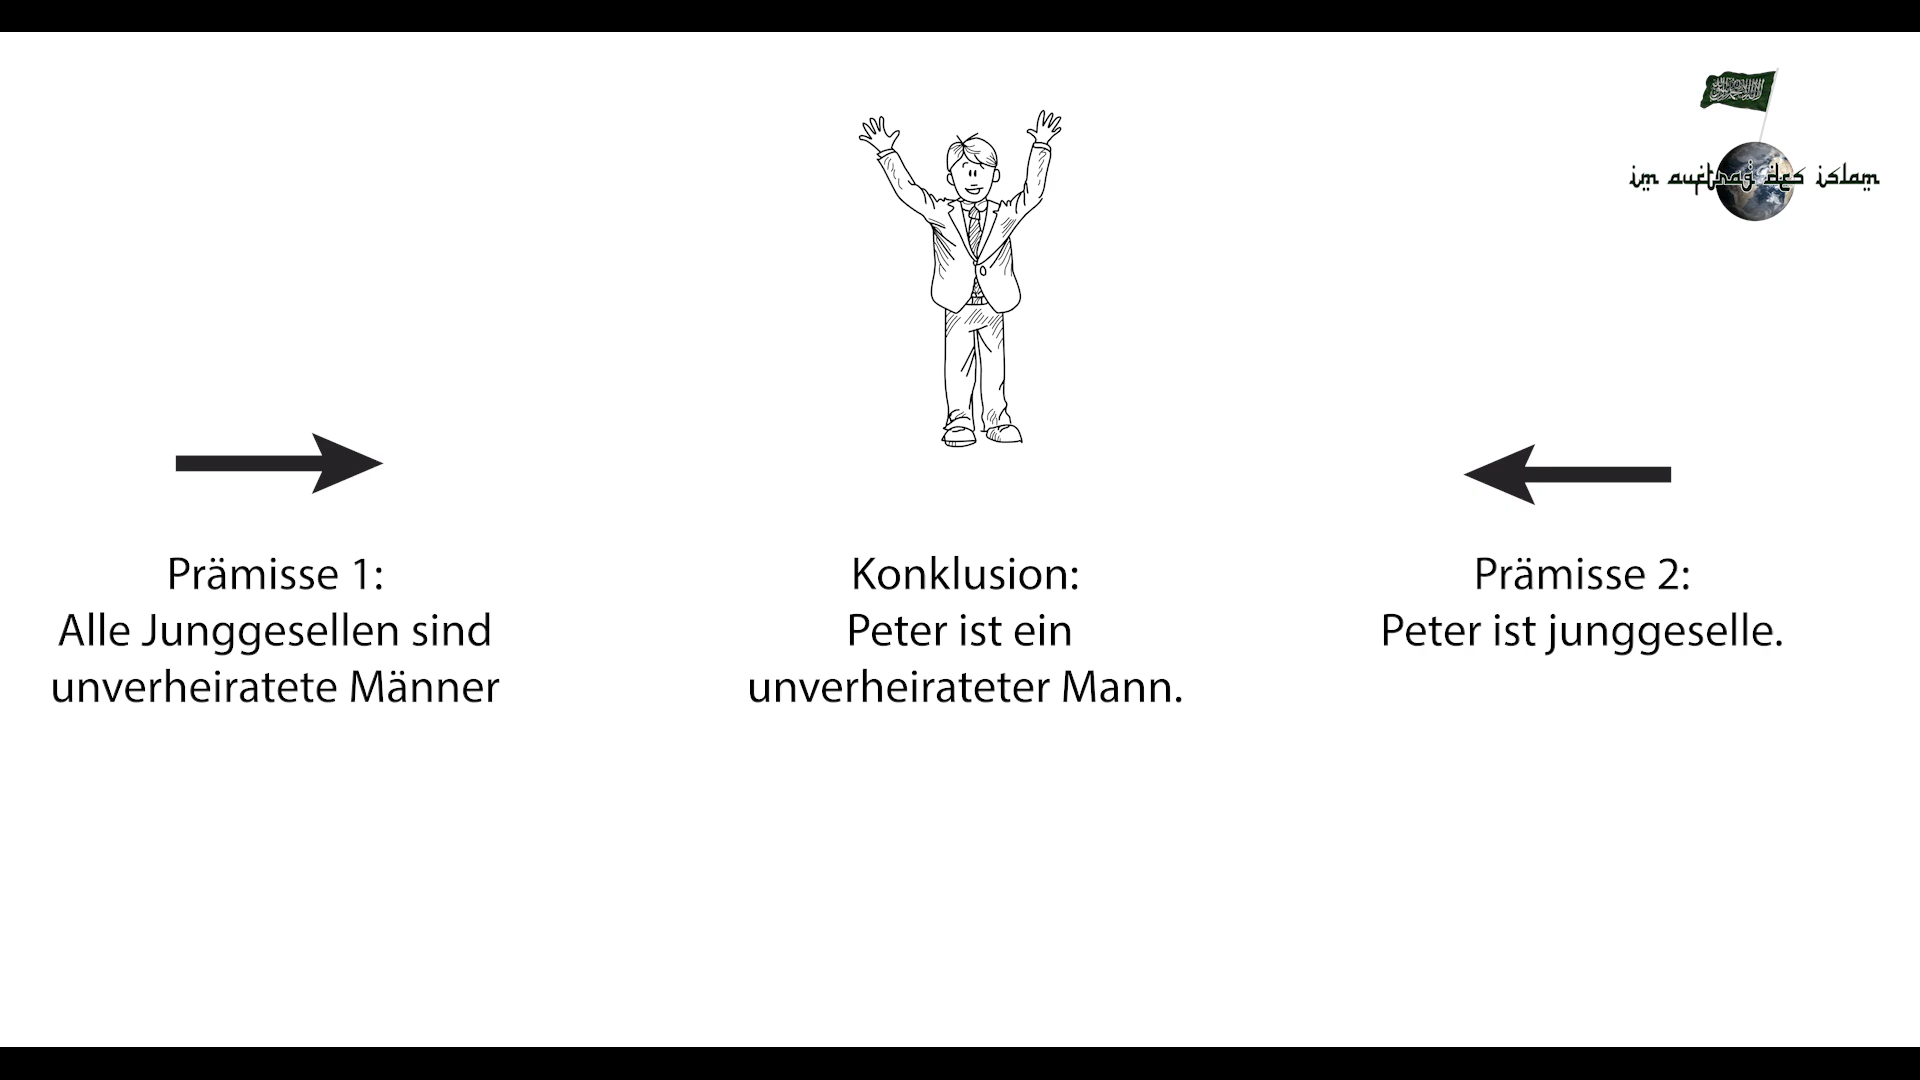 im auftrag des islam
Prämisse 1:
Alle Junggesellen sind
unverheiratete Männer
Konklusion:
Peter ist ein
unverheirateter Mann.
Prämisse 2:
Peter ist junggeselle.